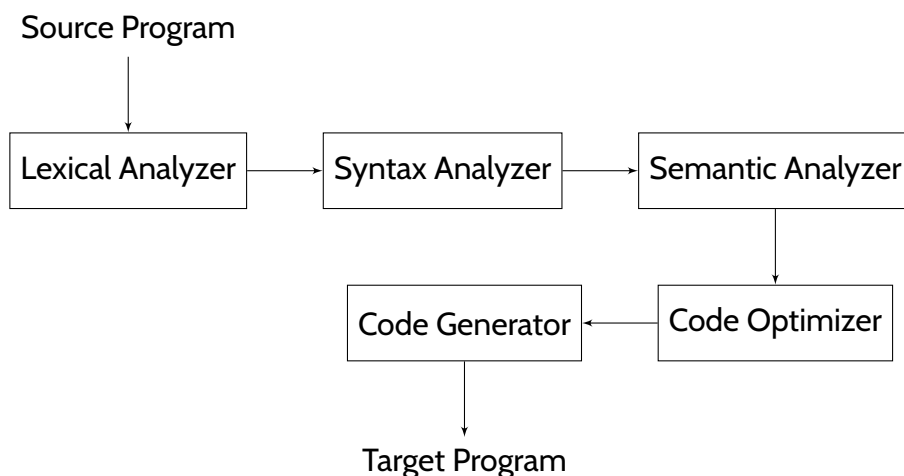 Source Program
Lexical Analyzer
Syntax Analyzer
Semantic Analyzer
Code Optimizer
Code Generator
Target Program